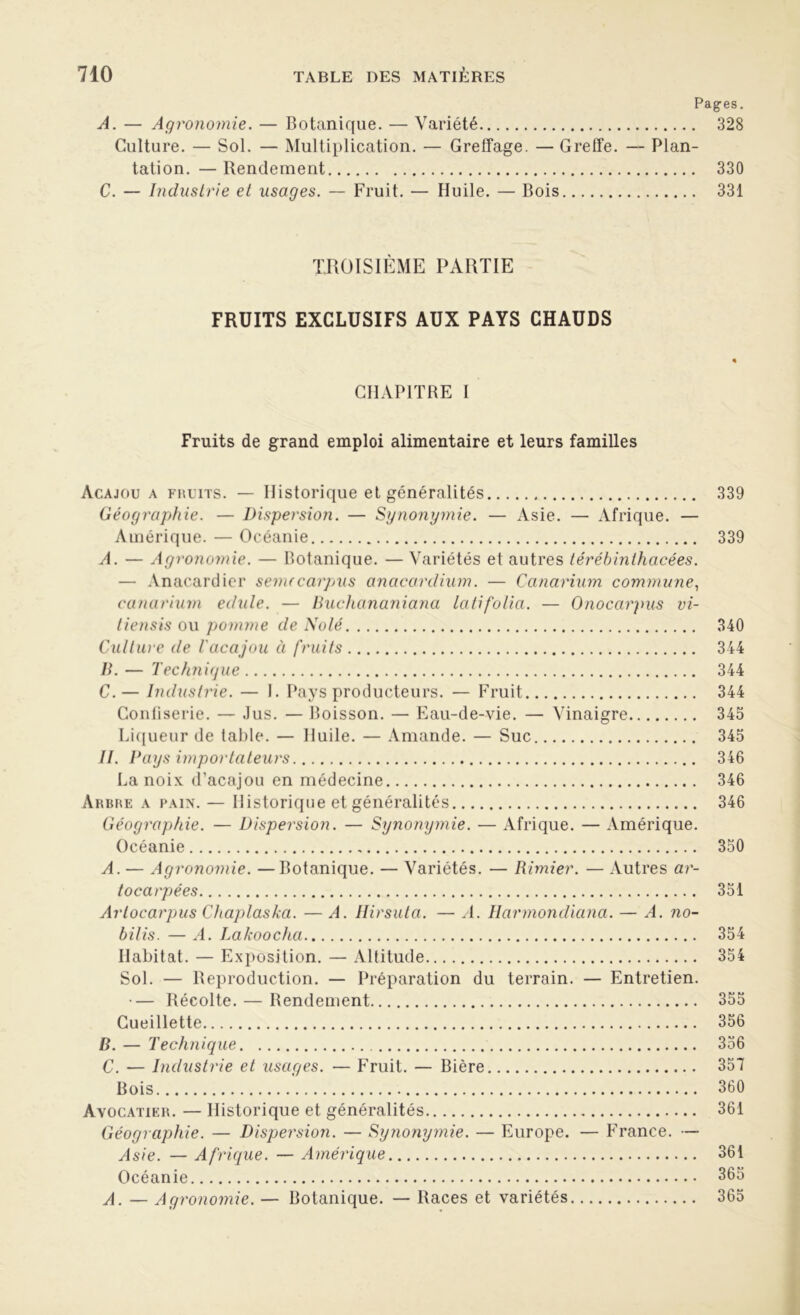 710 TABLE DES MATIÈRES
Pages.
A. — Agronomie. — Botanique. — Variété.......................... 328
Culture. — Sol. — Multiplication. — Greffage. — Greffe. — Plan-
tation. — Rendement.......................... 330
C. — Industrie et usages. — Fruit. — Huile. — Bois................ 331
TROISIÈME PARTIE
FRUITS EXCLUSIFS AUX PAYS CHAUDS
CHAPITRE I
Fruits de grand emploi alimentaire et leurs familles
ACAJOU A FRUITS. — Historique et généralités.......................... 339
Géographie. — Dispersion. — Synonymie. — Asie. — Afrique. —
Amérique. — Océanie.......................... 339
A. — Agronomie. — Botanique. — Variétés et autres térébinthacées.
— Anacardier semecarpus anacardium. — Canarium commune,
canarium edule. — Buchananiana latifolia. — Onocarpus vi-
tiensis ou pomme de Nolé.......................... 340
Culture de l'acajou à fruits.......................... 344
B. — Technique.......................... 344
C. — Industrie. — I. Pays producteurs. — Fruit.................... 344
Confiserie. — Jus. — Boisson. — Eau-de-vie. — Vinaigre........ 345
Liqueur de table. — Huile. — Amande. — Suc.................... 345
II. Pays importateurs.......................... 346
La noix d'acajou en médecine.......................... 346
ARBRE A PAIN. — Historique et généralités.......................... 346
Géographie. — Dispersion. — Synonymie. — Afrique. — Amérique.
Océanie.......................... 350
A. — Agronomie. — Botanique. — Variétés. — Rimier. — Autres ar-
tocarpées.......................... 351
Artocarpus Chaplaska. — A. Hirsuta. — A. Harmondiana. — A. no-
bilis. — A. Lakoocha.......................... 354
Habitat. — Exposition. — Altitude.......................... 354
Sol. — Reproduction. — Préparation du terrain. — Entretien.
— Récolte. — Rendement.......................... 355
Cueillette.......................... 356
B. — Technique.......................... 356
C. — Industrie et usages. — Fruit. — Bière.......................... 357
Bois.......................... 360
AVOCATIER. — Historique et généralités.......................... 361
Géographie. — Dispersion. — Synonymie. — Europe. — France. —
Asie. — Afrique. — Amérique.......................... 361
Océanie.......................... 365
A. — Agronomie. — Botanique. — Races et variétés.............. 365